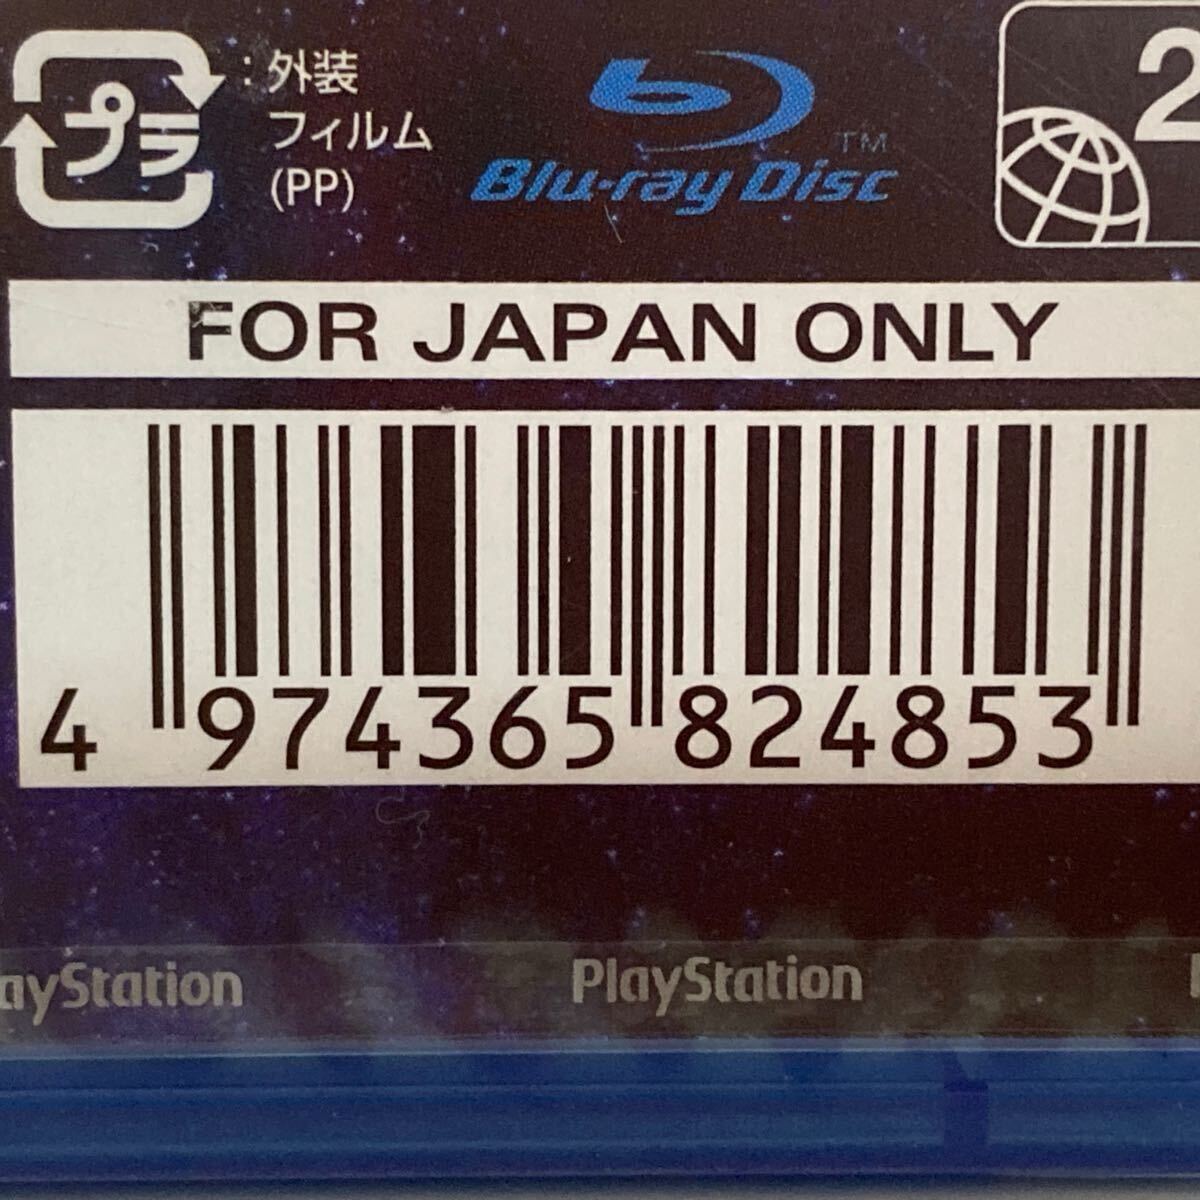 プラ
:外装
フィルム
(PP)
Blu-ray Disc TM
2
FOR JAPAN ONLY
4 974365 824853
PlayStation